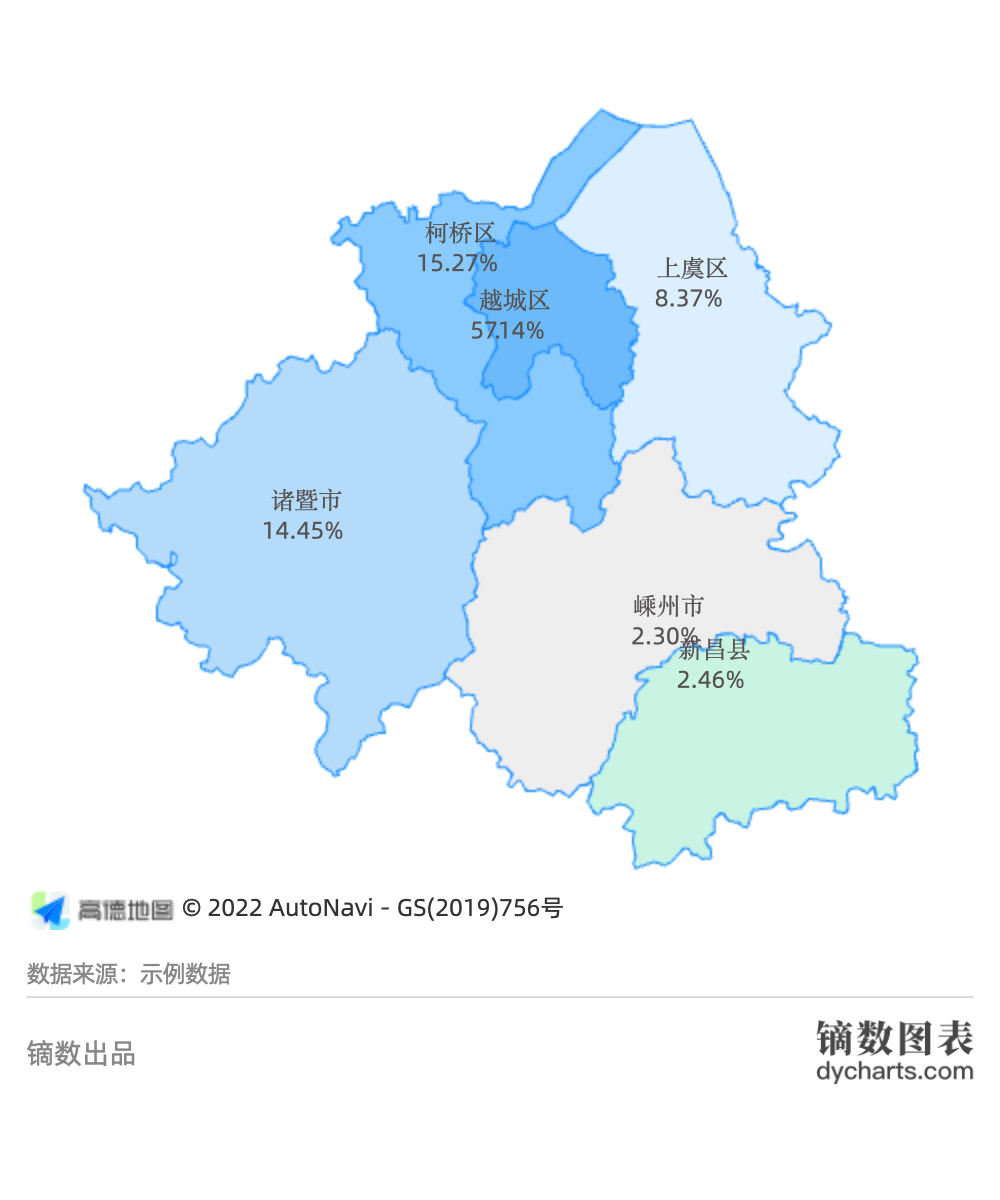 柯桥区
15.27%
越城区
57.14%
上虞区
8.37%
诸暨市
14.45%
嵊州市
2.30%
新昌县
2.46%
高德地图 © 2022 AutoNavi - GS(2019)756号
数据来源：示例数据
镝数出品
镝数图表
dycharts.com